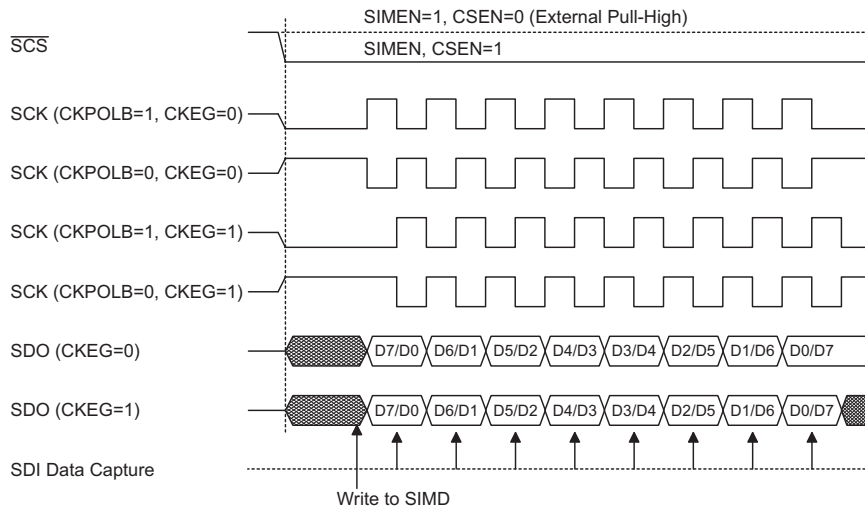 SIMEN=1, CSEN=0 (External Pull-High)
SCS
SIMEN, CSEN=1
SCK (CKPOLB=1, CKEG=0)
SCK (CKPOLB=0, CKEG=0)
SCK (CKPOLB=1, CKEG=1)
SCK (CKPOLB=0, CKEG=1)
SDO (CKEG=0) D7/D0 D6/D1 D5/D2 D4/D3 D3/D4 D2/D5 D1/D6 D0/D7
SDO (CKEG=1) D7/D0 D6/D1 D5/D2 D4/D3 D3/D4 D2/D5 D1/D6 D0/D7
SDI Data Capture
Write to SIMD